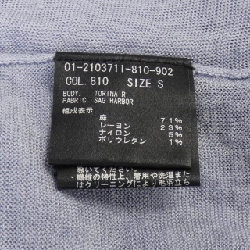 01-2103711-810-902
COL. 810 SIZE S
BODY. TORINA R
FABRIC SAG HARBOR
組成表示
麻 71%
レーヨン 23%
ナイロン 5%
ポリウレタン 1%